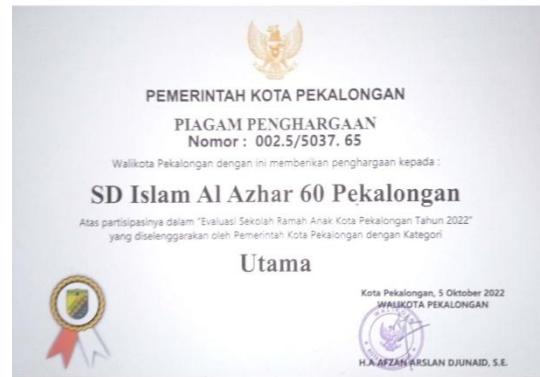 PEMERINTAH KOTA PEKALONGAN
PIAGAM PENGHARGAAN
Nomor : 002.5/5037. 65
Walikota Pekalongan dengan ini memberikan penghargaan kepada :
SD Islam Al Azhar 60 Pekalongan
Atas partisipasinya dalam "Evaluasi Sekolah Ramah Anak Kota Pekalongan Tahun 2022"
yang diselenggarakan oleh Pemerintah Kota Pekalongan dengan Kategori
Utama
Kota Pekalongan, 5 Oktober 2022
WALIKOTA PEKALONGAN
WALIKOTA
H.A AFZAN ARSLAN DJUNAID, S.E.